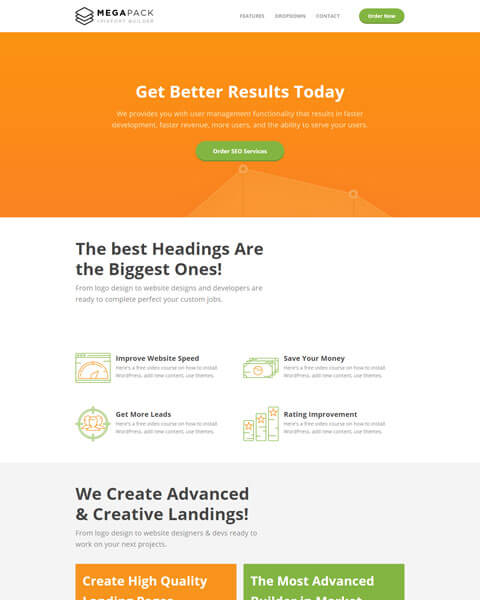 MEGAPACK
FEATURES DROPDOWN CONTACT
Order Now
Get Better Results Today
We provides you with user management functionality that results in faster
development, faster revenue, more users, and the ability to serve your users.
Order SEO Services
The best Headings Are
the Biggest Ones!
From logo design to website designs and developers are
ready to complete perfect your custom jobs.
Improve Website Speed
Here's a free video course on how to install
WordPress, add new content, use themes.
Save Your Money
Here's a free video course on how to install
WordPress, add new content, use themes.
Get More Leads
Here's a free video course on how to install
WordPress, add new content, use themes.
Rating Improvement
Here's a free video course on how to install
WordPress, add new content, use themes.
We Create Advanced
& Creative Landings!
From logo design to website designers & devs ready to
work on your next projects.
Create High Quality
Landing Pages
The Most Advanced
Builder in Market